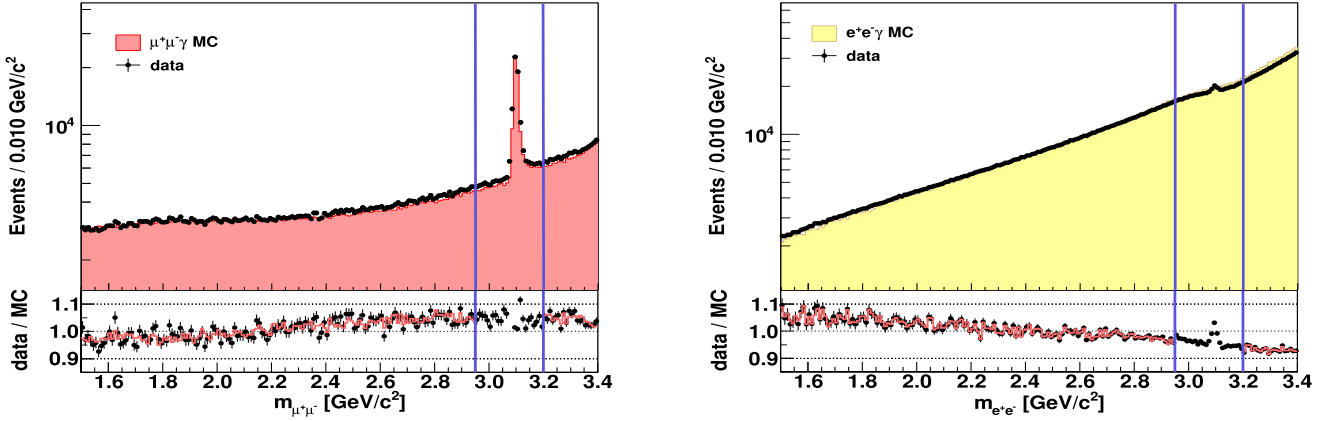 μ⁺μ⁻γ MC
data
Events / 0.010 GeV/c²
10⁴
data / MC
1.1
1.0
0.9
1.6 1.8 2.0 2.2 2.4 2.6 2.8 3.0 3.2 3.4
m μ⁺μ⁻ [GeV/c²]
e⁺e⁻γ MC
data
Events / 0.010 GeV/c²
10⁴
data / MC
1.1
1.0
0.9
1.6 1.8 2.0 2.2 2.4 2.6 2.8 3.0 3.2 3.4
m e⁺e⁻ [GeV/c²]